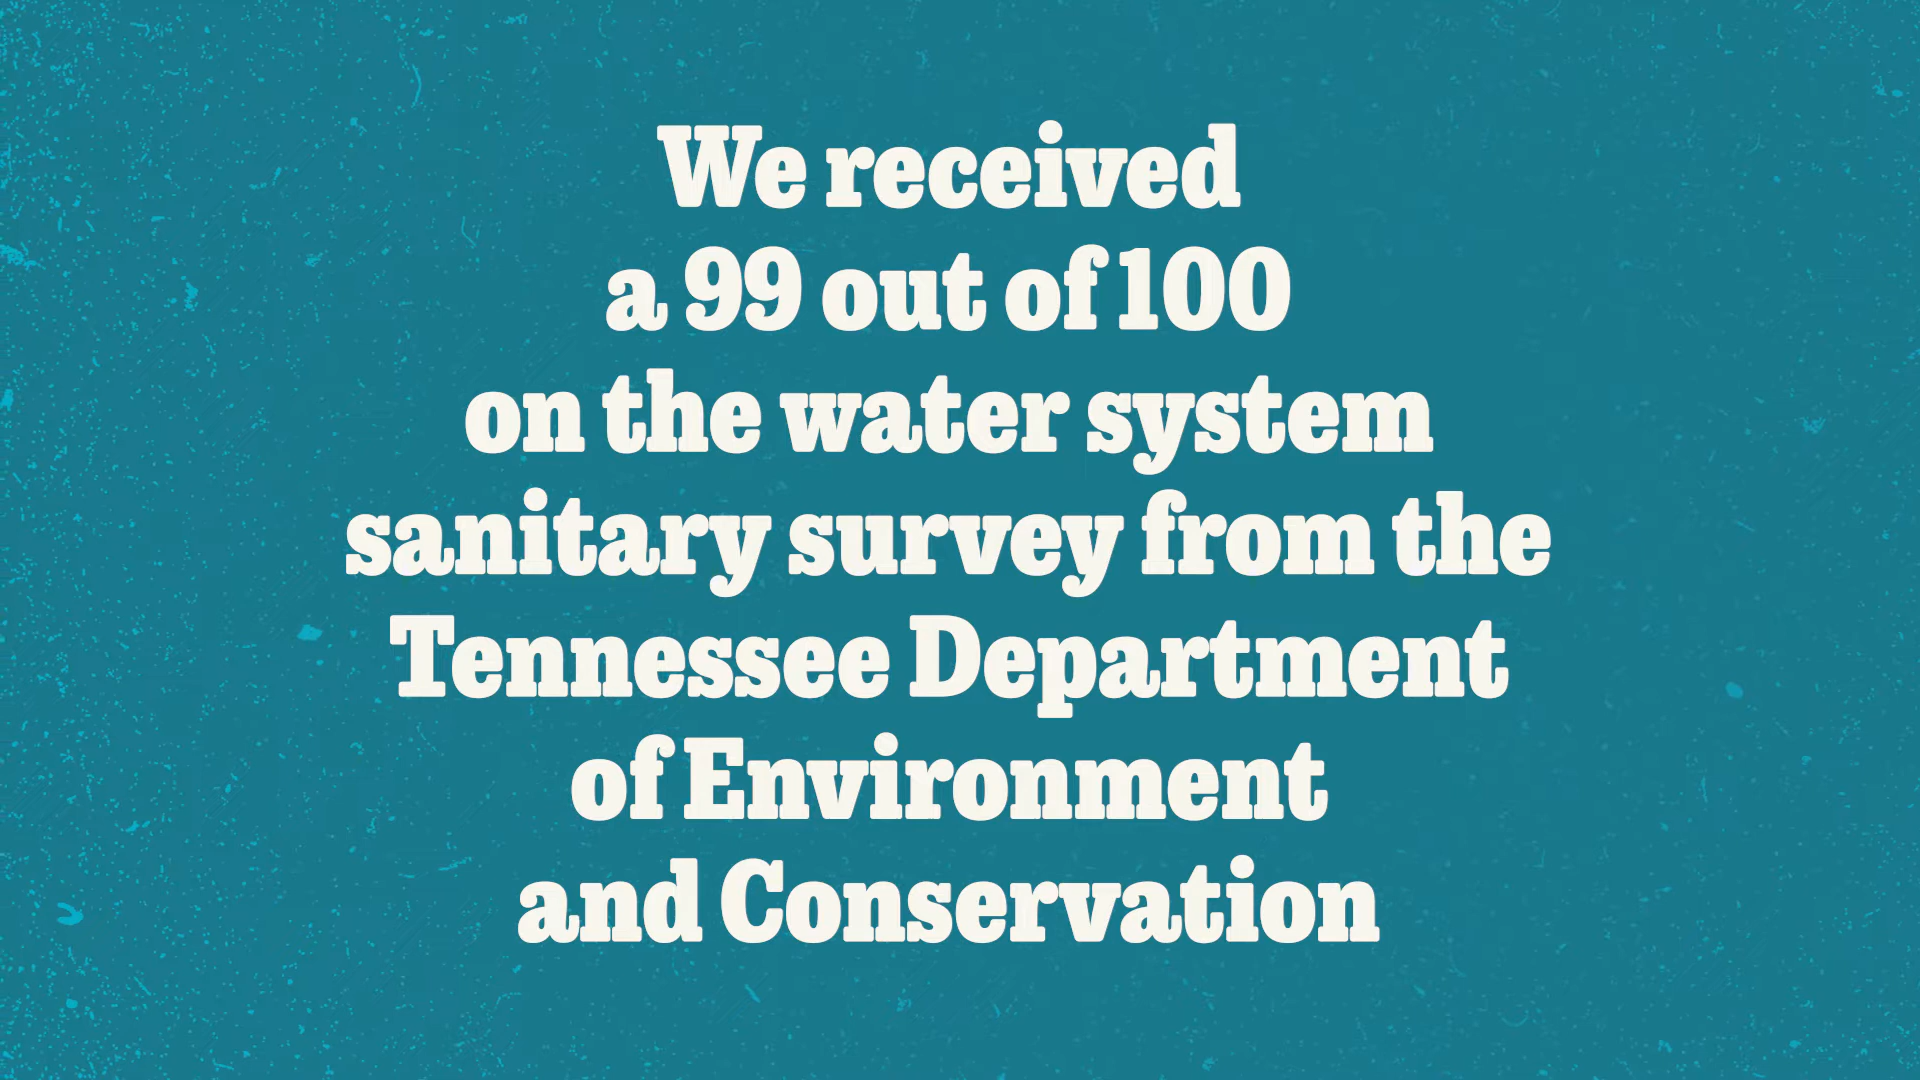 We received
a 99 out of 100
on the water system
sanitary survey from the
Tennessee Department
of Environment
and Conservation